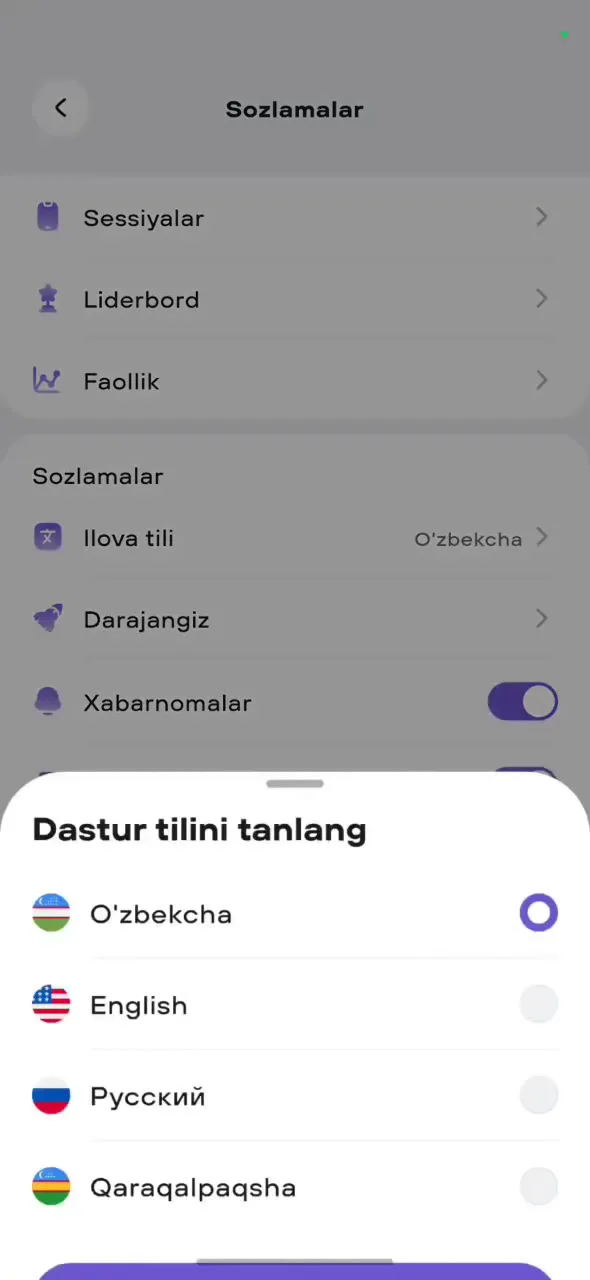 Sozlamalar
Sessiyalar
Liderbord
Faollik
Sozlamalar
Ilova tili
O'zbekcha
Darajangiz
Xabarnomalar
Dastur tilini tanlang
O'zbekcha
English
Русский
Qaraqalpaqsha